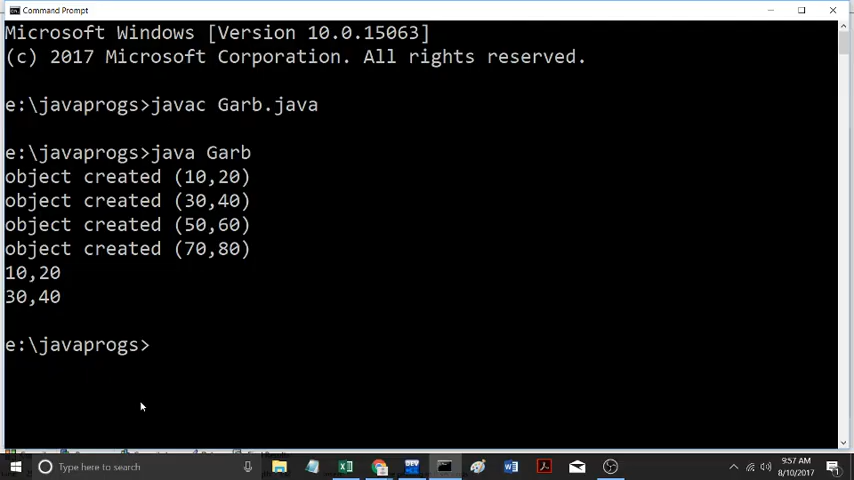 Command Prompt
Microsoft Windows [Version 10.0.15063]
(c) 2017 Microsoft Corporation. All rights reserved.
e:\javaprogs>javac Garb.java
e:\javaprogs>java Garb
object created (10,20)
object created (30,40)
object created (50,60)
object created (70,80)
10,20
30,40
e:\javaprogs>
Type here to search
9:57 AM
8/10/2017